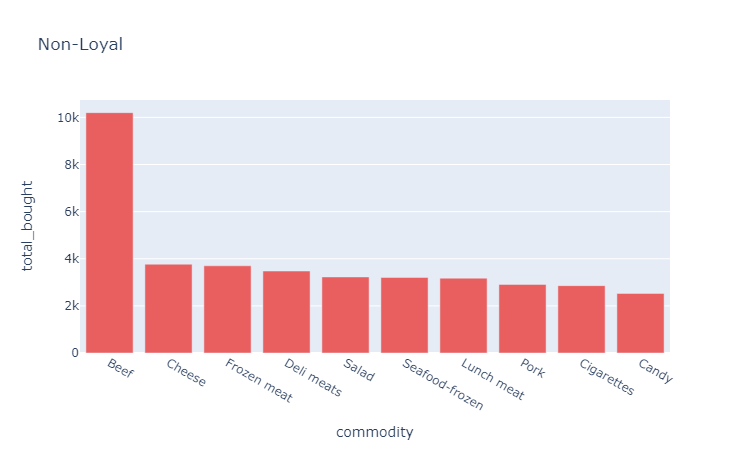 Non-Loyal
total_bought
10k
8k
6k
4k
2k
0
Beef
Cheese
Frozen meat
Deli meats
Salad
Seafood-frozen
Lunch meat
Pork
Cigarettes
Candy
commodity